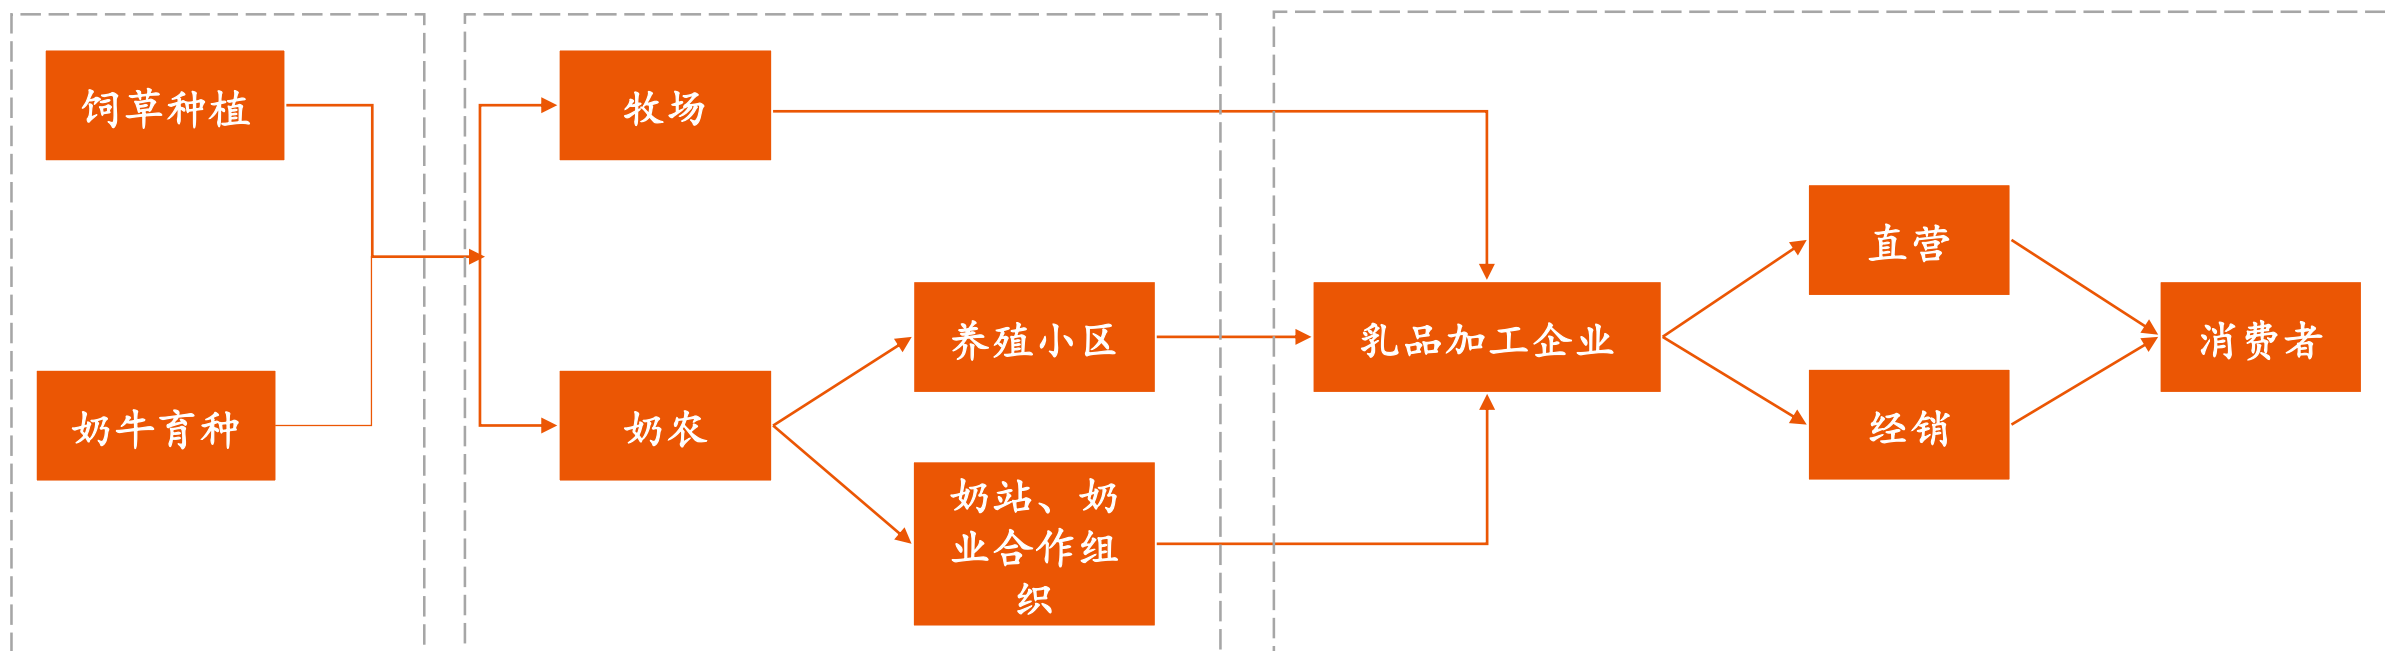 饲草种植
奶牛育种
牧场
奶农
养殖小区
奶站、奶
业合作组
织
乳品加工企业
直营
经销
消费者